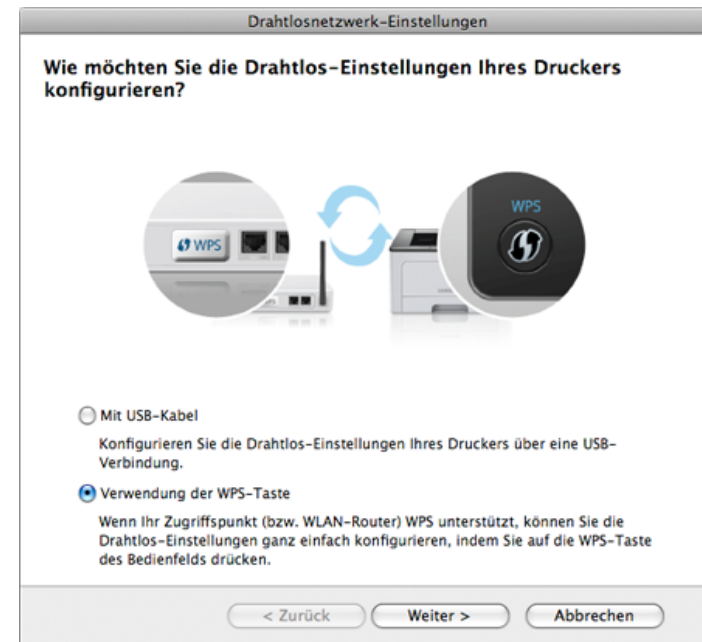 Drahtlosnetzwerk-Einstellungen
Wie möchten Sie die Drahtlos-Einstellungen Ihres Druckers
konfigurieren?
WPS
WPS
Mit USB-Kabel
Konfigurieren Sie die Drahtlos-Einstellungen Ihres Druckers über eine USB-
Verbindung.
Verwendung der WPS-Taste
Wenn Ihr Zugriffspunkt (bzw. WLAN-Router) WPS unterstützt, können Sie die
Drahtlos-Einstellungen ganz einfach konfigurieren, indem Sie auf die WPS-Taste
des Bedienfelds drücken.
< Zurück
Weiter >
Abbrechen